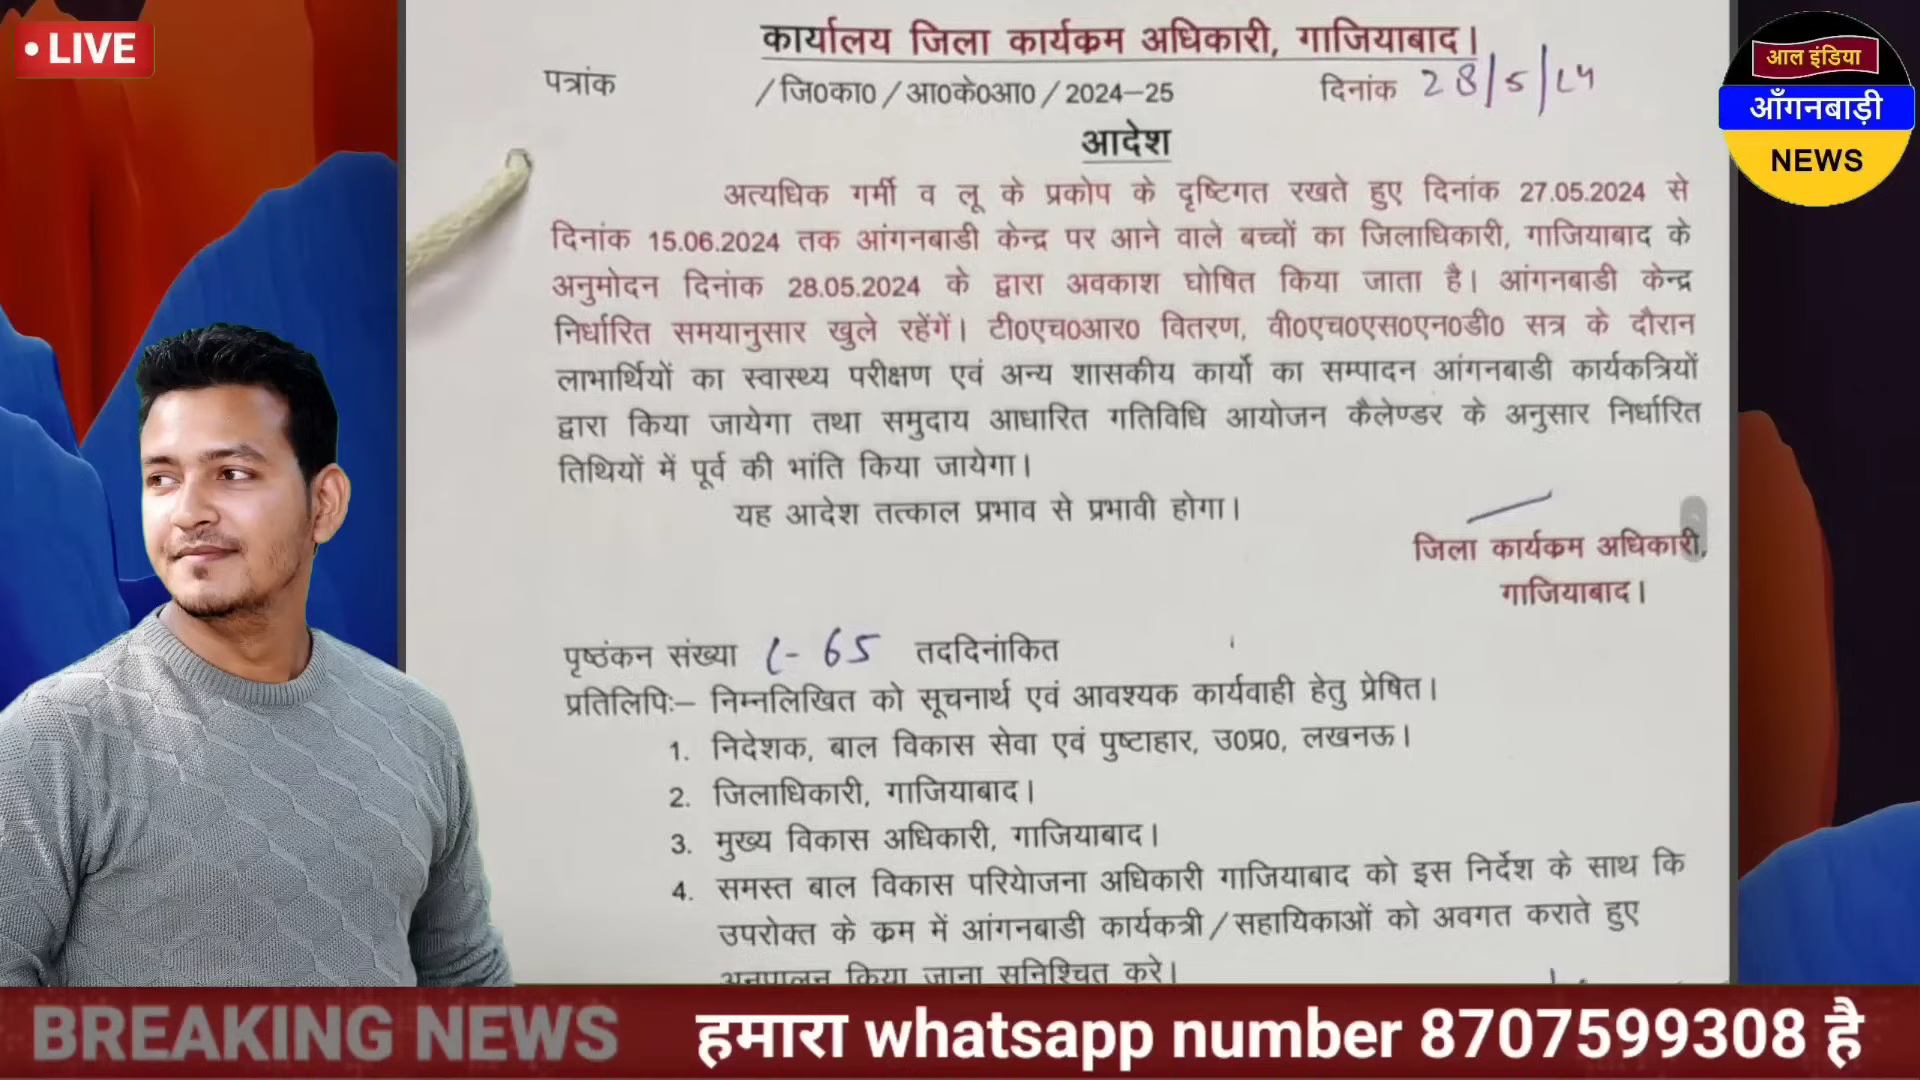 • LIVE
आल इंडिया
आँगनबाड़ी
NEWS
कार्यालय जिला कार्यक्रम अधिकारी, गाजियाबाद।
पत्रांक /जि0का0/आ0के0आ0/2024–25 दिनांक 28/5/24
आदेश
अत्यधिक गर्मी व लू के प्रकोप के दृष्टिगत रखते हुए दिनांक 27.05.2024 से
दिनांक 15.06.2024 तक आंगनबाडी केन्द्र पर आने वाले बच्चों का जिलाधिकारी, गाजियाबाद के
अनुमोदन दिनांक 28.05.2024 के द्वारा अवकाश घोषित किया जाता है। आंगनबाडी केन्द्र
निर्धारित समयानुसार खुले रहेंगें। टी0एच0आर0 वितरण, वी0एच0एस0एन0डी0 सत्र के दौरान
लाभार्थियों का स्वास्थ्य परीक्षण एवं अन्य शासकीय कार्यो का सम्पादन आंगनबाडी कार्यकत्रियों
द्वारा किया जायेगा तथा समुदाय आधारित गतिविधि आयोजन कैलेण्डर के अनुसार निर्धारित
तिथियों में पूर्व की भांति किया जायेगा।
यह आदेश तत्काल प्रभाव से प्रभावी होगा।
जिला कार्यक्रम अधिकारी,
गाजियाबाद।
पृष्ठंकन संख्या C- 65 तददिनांकित
प्रतिलिपिः– निम्नलिखित को सूचनार्थ एवं आवश्यक कार्यवाही हेतु प्रेषित।
1. निदेशक, बाल विकास सेवा एवं पुष्टाहार, उ0प्र0, लखनऊ।
2. जिलाधिकारी, गाजियाबाद।
3. मुख्य विकास अधिकारी, गाजियाबाद।
4. समस्त बाल विकास परियोजना अधिकारी गाजियाबाद को इस निर्देश के साथ कि
उपरोक्त के क्रम में आंगनबाडी कार्यकत्री/सहायिकाओं को अवगत कराते हुए
अनुपालन किया जाना सुनिश्चित करे।
BREAKING NEWS
हमारा whatsapp number 8707599308 है